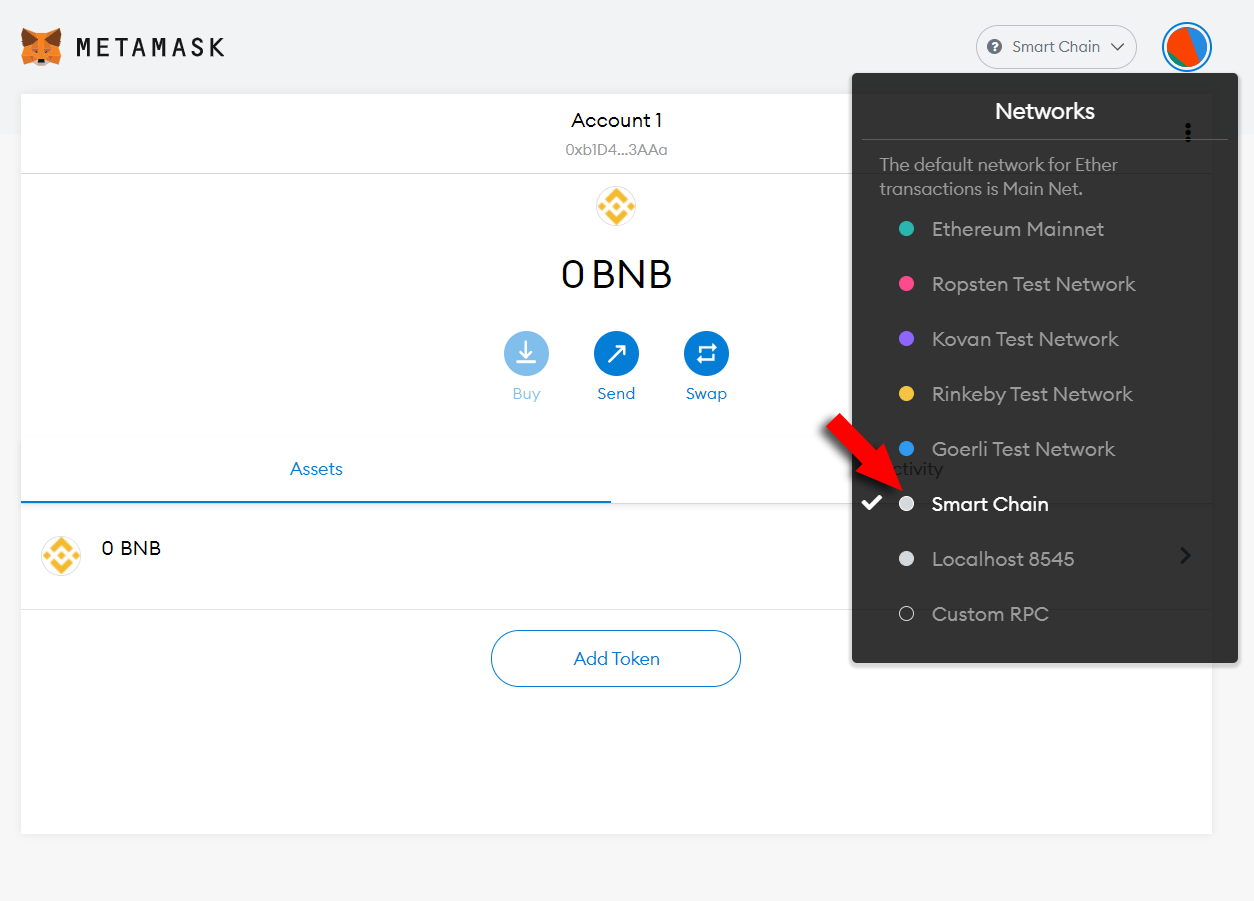 METAMASK
? Smart Chain
Account 1
0xb1D4...3AAa
0 BNB
Buy
Send
Swap
Assets
ctivity
0 BNB
Add Token
Networks
The default network for Ether
transactions is Main Net.
Ethereum Mainnet
Ropsten Test Network
Kovan Test Network
Rinkeby Test Network
Goerli Test Network
Smart Chain
Localhost 8545
Custom RPC